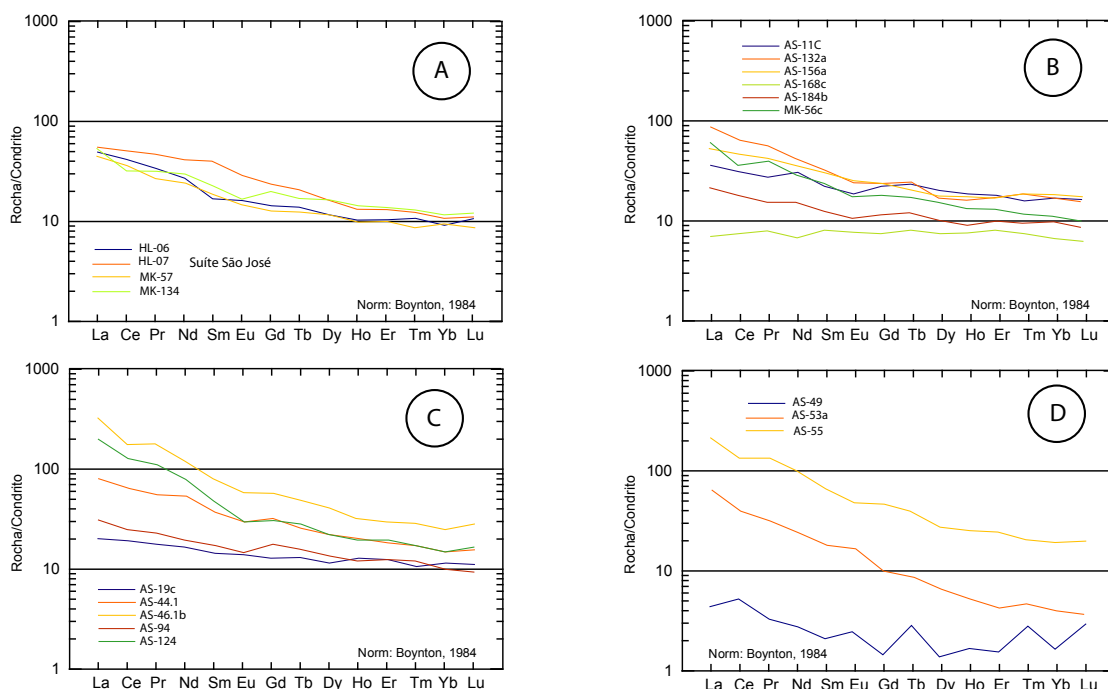 1000
100
10
1
Rocha/Condrito
A
HL-06
HL-07
MK-57
MK-134
Suíte São José
Norm: Boynton, 1984
La Ce Pr Nd Sm Eu Gd Tb Dy Ho Er Tm Yb Lu
1000
100
10
1
Rocha/Condrito
B
AS-11C
AS-132a
AS-156a
AS-168c
AS-184b
MK-56c
Norm: Boynton, 1984
La Ce Pr Nd Sm Eu Gd Tb Dy Ho Er Tm Yb Lu
1000
100
10
1
Rocha/Condrito
C
AS-19c
AS-44.1
AS-46.1b
AS-94
AS-124
Norm: Boynton, 1984
La Ce Pr Nd Sm Eu Gd Tb Dy Ho Er Tm Yb Lu
1000
100
10
1
Rocha/Condrito
D
AS-49
AS-53a
AS-55
Norm: Boynton, 1984
La Ce Pr Nd Sm Eu Gd Tb Dy Ho Er Tm Yb Lu